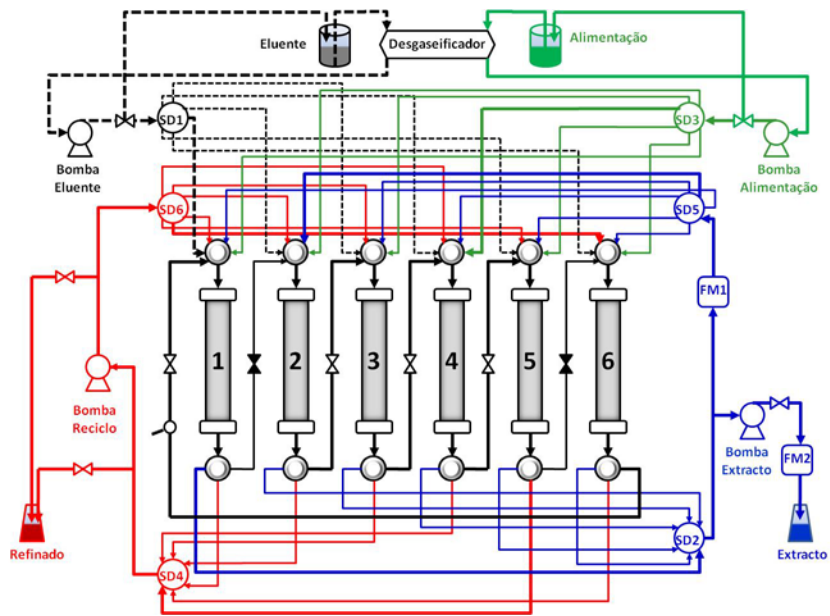 Eluente
Desgaseificador
Alimentação
SD1
SD3
Bomba
Eluente
Bomba
Alimentação
SD6
SD5
FM1
1
2
3
4
5
6
Bomba
Reciclo
Bomba
Extracto
FM2
Refinado
SD4
SD2
Extracto